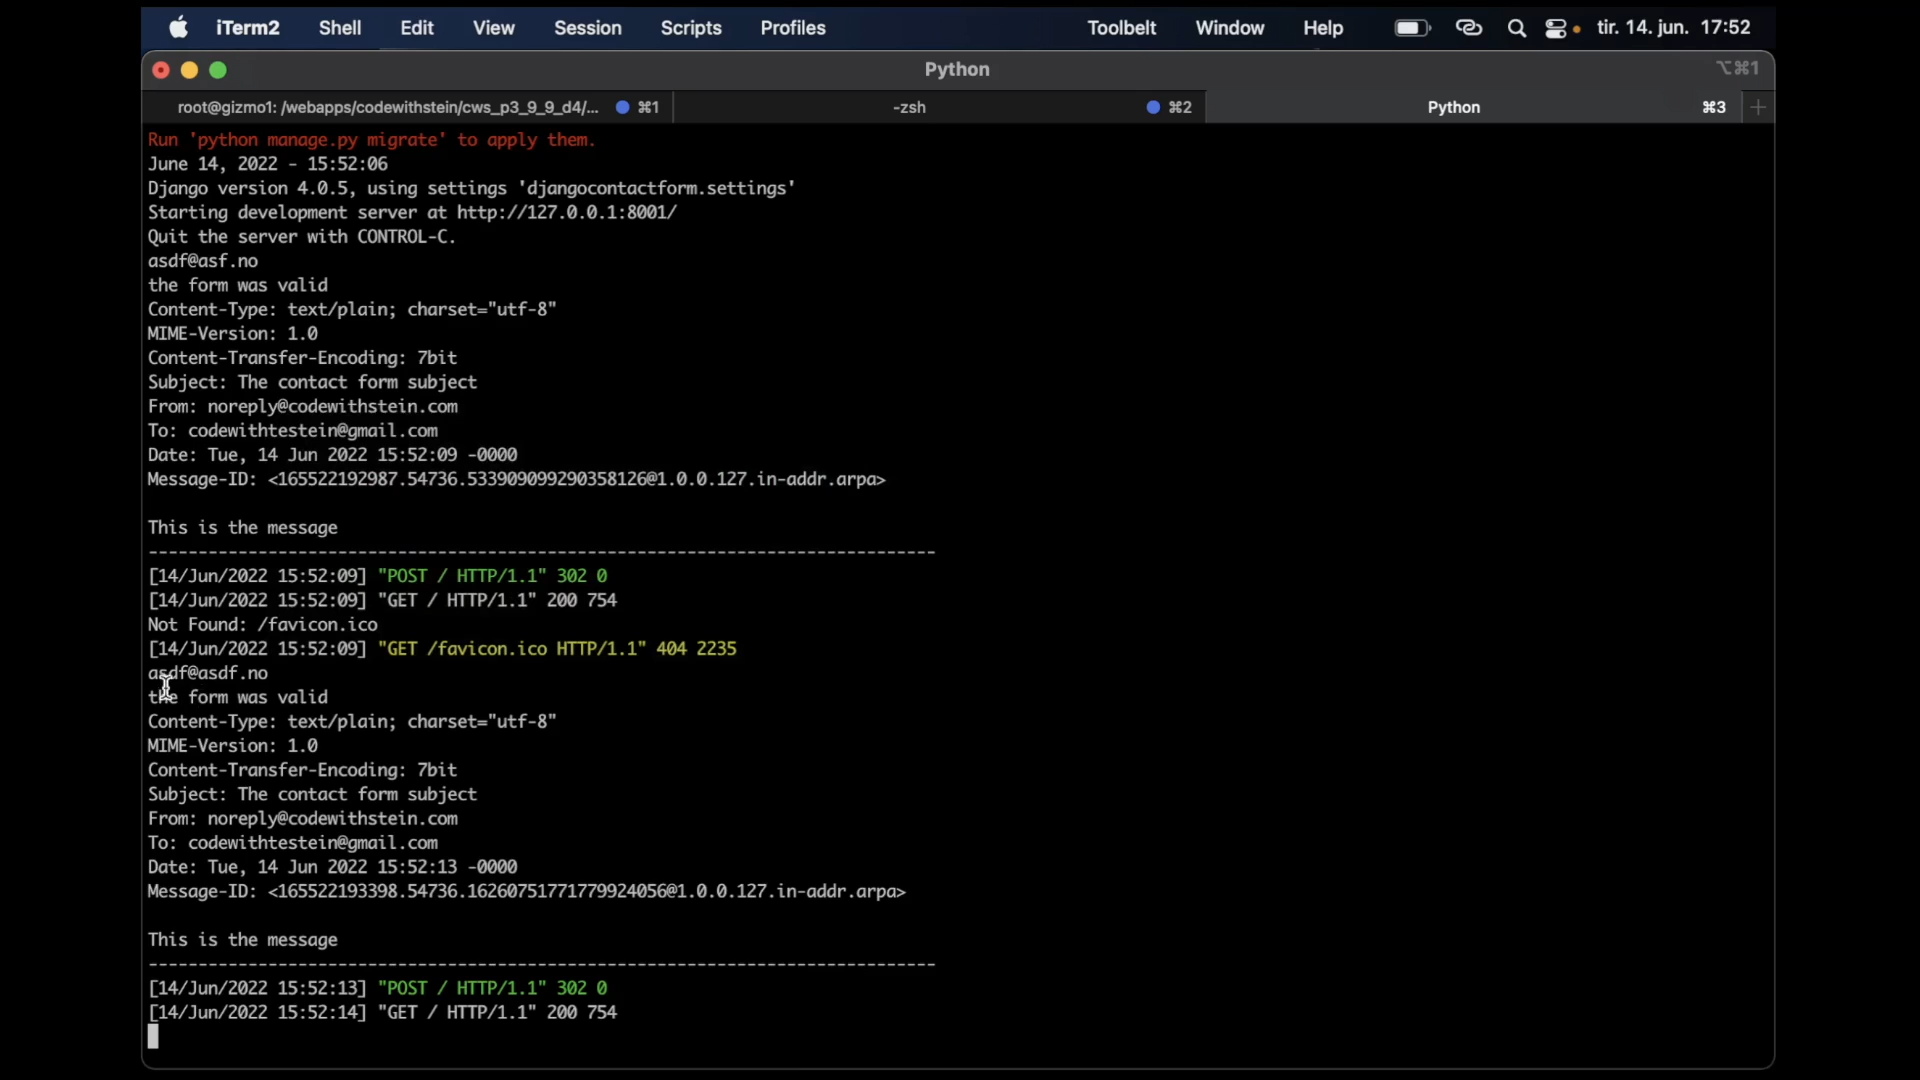 iTerm2 Shell Edit View Session Scripts Profiles Toolbelt Window Help tir. 14. jun. 17:52
Python ⌥⌘1
root@gizmo1: /webapps/codewithstein/cws_p3_9_9_d4/... ⌘1 -zsh ⌘2 Python ⌘3 +
Run 'python manage.py migrate' to apply them.
June 14, 2022 - 15:52:06
Django version 4.0.5, using settings 'djangocontactform.settings'
Starting development server at http://127.0.0.1:8001/
Quit the server with CONTROL-C.
asdf@asf.no
the form was valid
Content-Type: text/plain; charset="utf-8"
MIME-Version: 1.0
Content-Transfer-Encoding: 7bit
Subject: The contact form subject
From: noreply@codewithstein.com
To: codewithtestein@gmail.com
Date: Tue, 14 Jun 2022 15:52:09 -0000
Message-ID: <165522192987.54736.533909099290358126@1.0.0.127.in-addr.arpa>
This is the message
-------------------------------------------------------------------------------
[14/Jun/2022 15:52:09] "POST / HTTP/1.1" 302 0
[14/Jun/2022 15:52:09] "GET / HTTP/1.1" 200 754
Not Found: /favicon.ico
[14/Jun/2022 15:52:09] "GET /favicon.ico HTTP/1.1" 404 2235
asdf@asdf.no
the form was valid
Content-Type: text/plain; charset="utf-8"
MIME-Version: 1.0
Content-Transfer-Encoding: 7bit
Subject: The contact form subject
From: noreply@codewithstein.com
To: codewithtestein@gmail.com
Date: Tue, 14 Jun 2022 15:52:13 -0000
Message-ID: <165522193398.54736.16260751771779924056@1.0.0.127.in-addr.arpa>
This is the message
-------------------------------------------------------------------------------
[14/Jun/2022 15:52:13] "POST / HTTP/1.1" 302 0
[14/Jun/2022 15:52:14] "GET / HTTP/1.1" 200 754